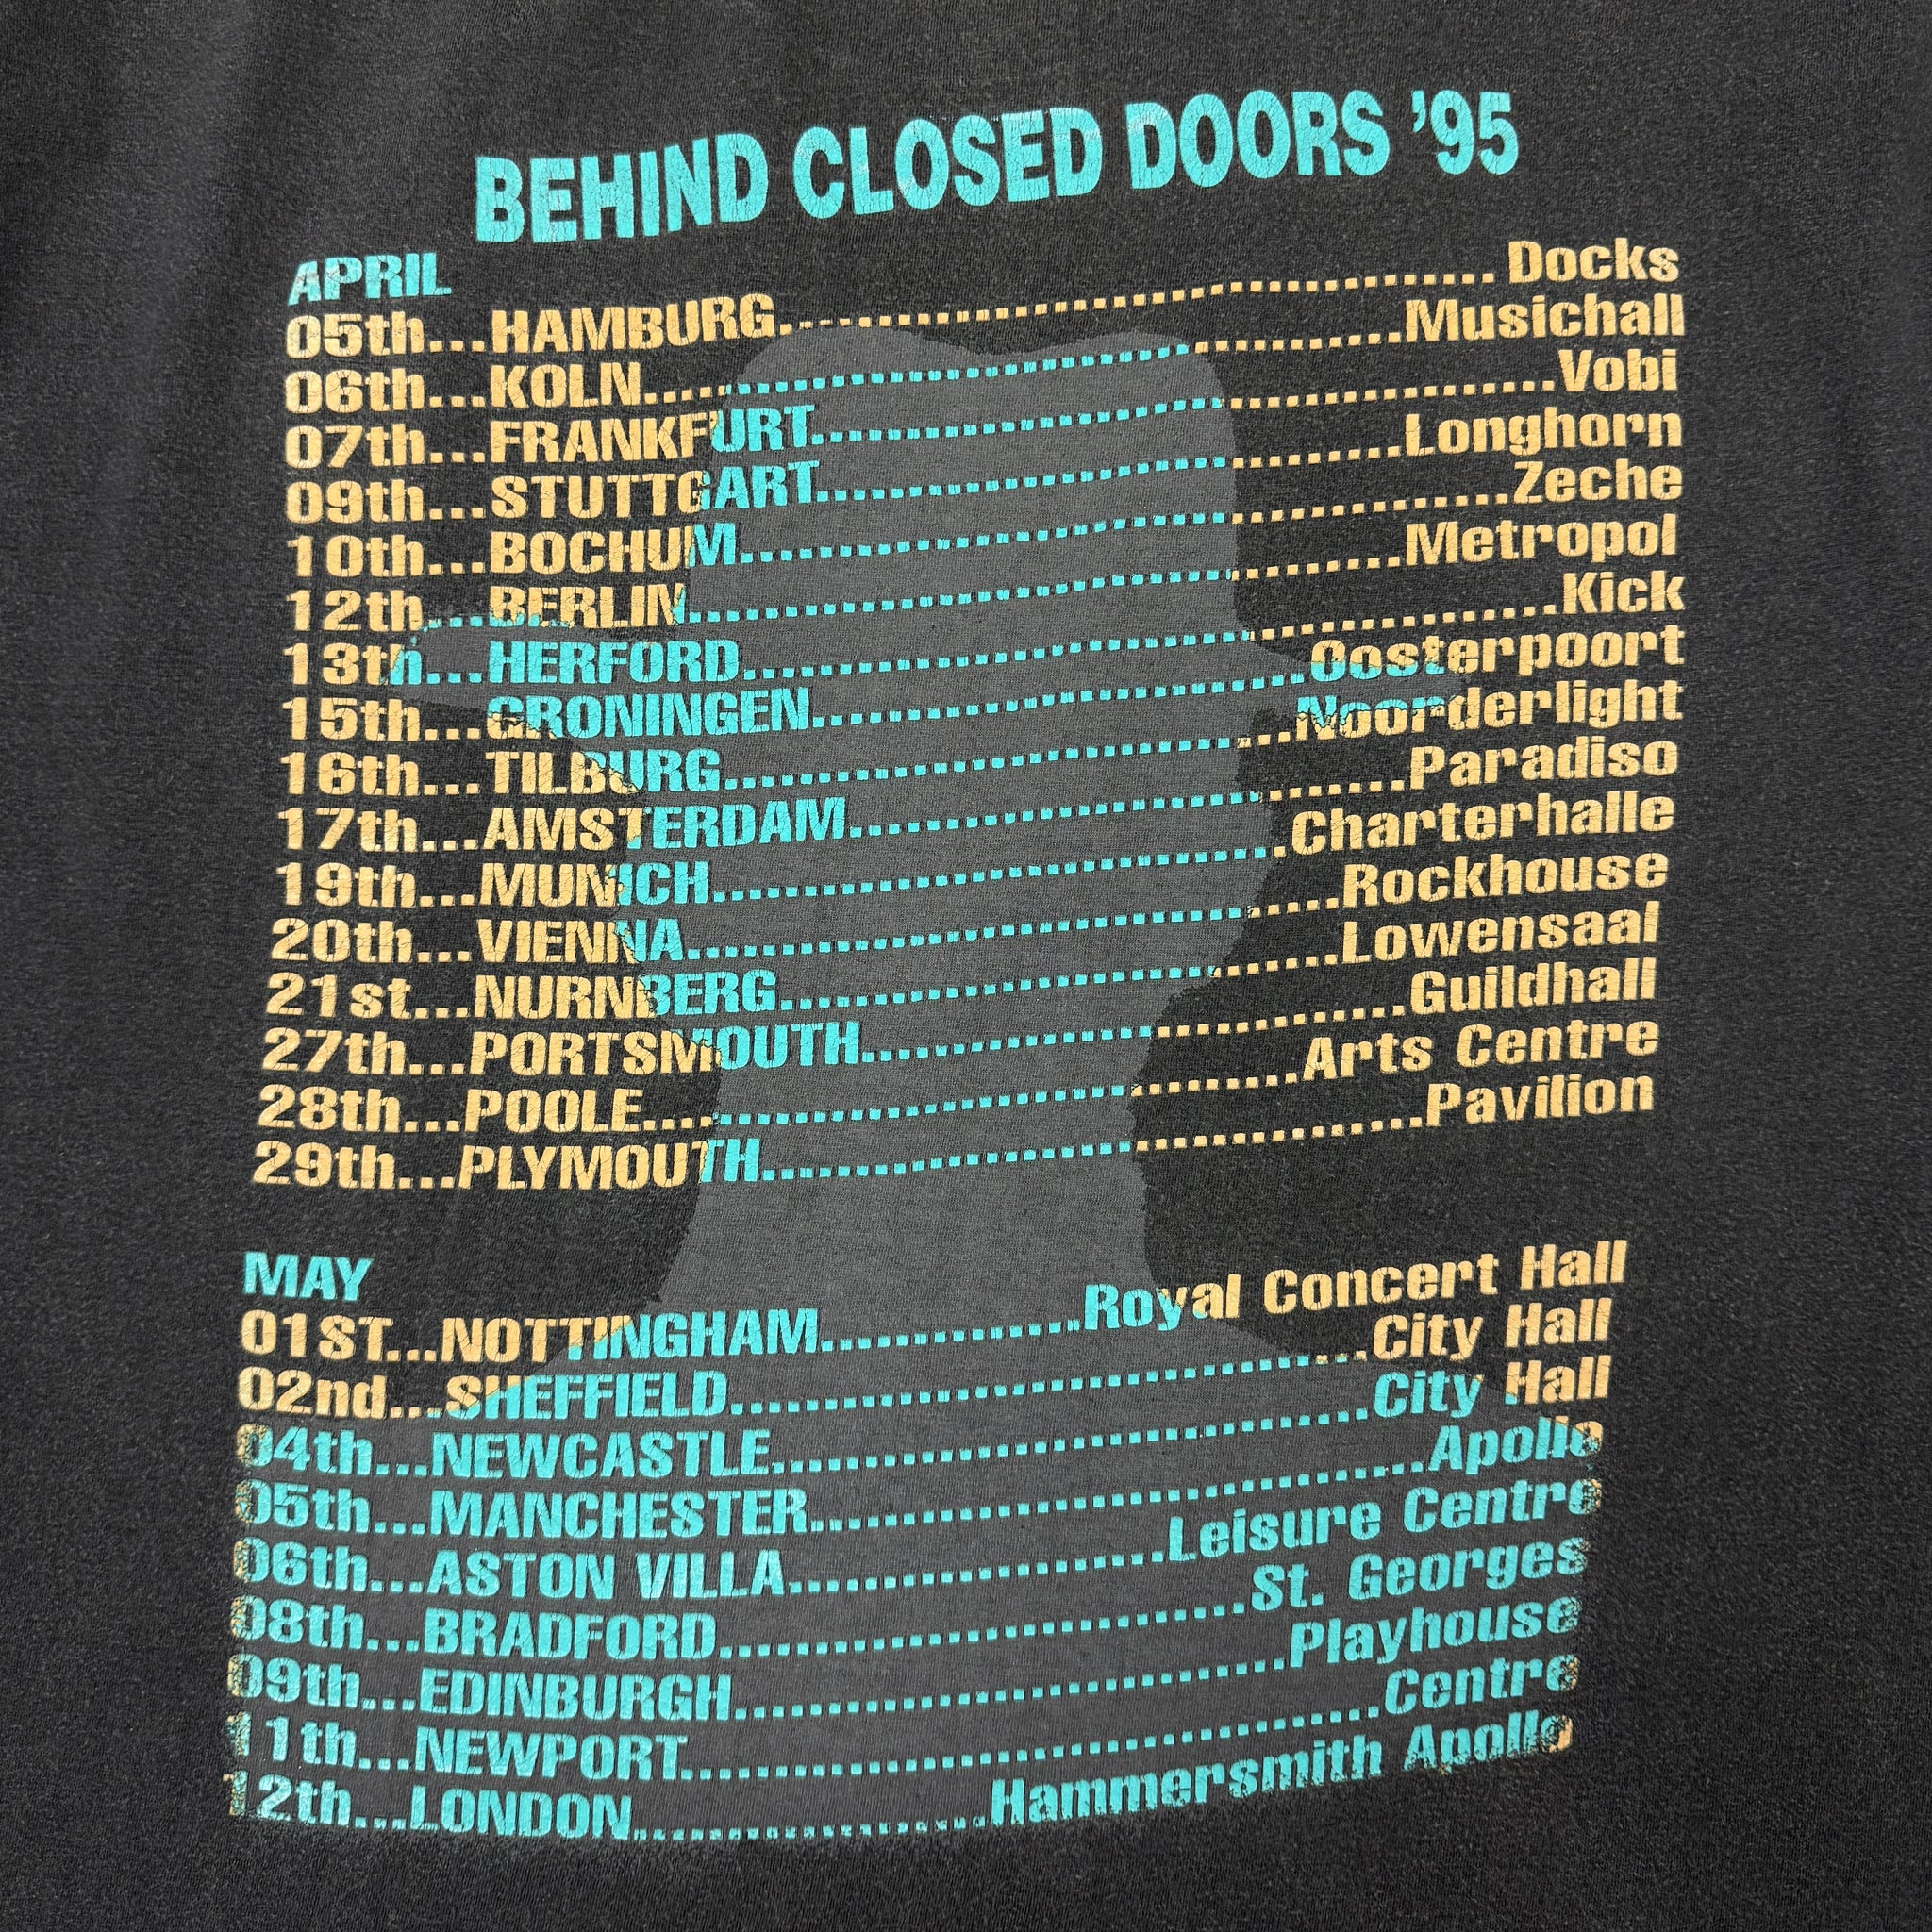 BEHIND CLOSED DOORS '95
APRIL
05th...HAMBURG........................................Docks
06th...KOLN........................................Musichall
07th...FRANKFURT........................................Vobi
09th...STUTTGART........................................Longhorn
10th...BOCHUM........................................Zeche
12th...BERLIN........................................Metropol
13th...HERFORD........................................Kick
15th...GRONINGEN..............................Oosterpoort
16th...TILBURG..............................Noorderlight
17th...AMSTERDAM..............................Paradiso
19th...MUNICH..............................Charterhalle
20th...VIENNA..............................Rockhouse
21st...NURNBERG..............................Lowensaal
27th...PORTSMOUTH..............................Guildhall
28th...POOLE..............................Arts Centre
29th...PLYMOUTH..............................Pavilion
MAY
01ST...NOTTINGHAM...............Royal Concert Hall
02nd...SHEFFIELD..............................City Hall
04th...NEWCASTLE..............................City Hall
05th...MANCHESTER..............................Apollo
06th...ASTON VILLA....................Leisure Centre
08th...BRADFORD..............................St. Georges
09th...EDINBURGH..............................Playhouse
11th...NEWPORT..............................Centre
12th...LONDON....................Hammersmith Apollo